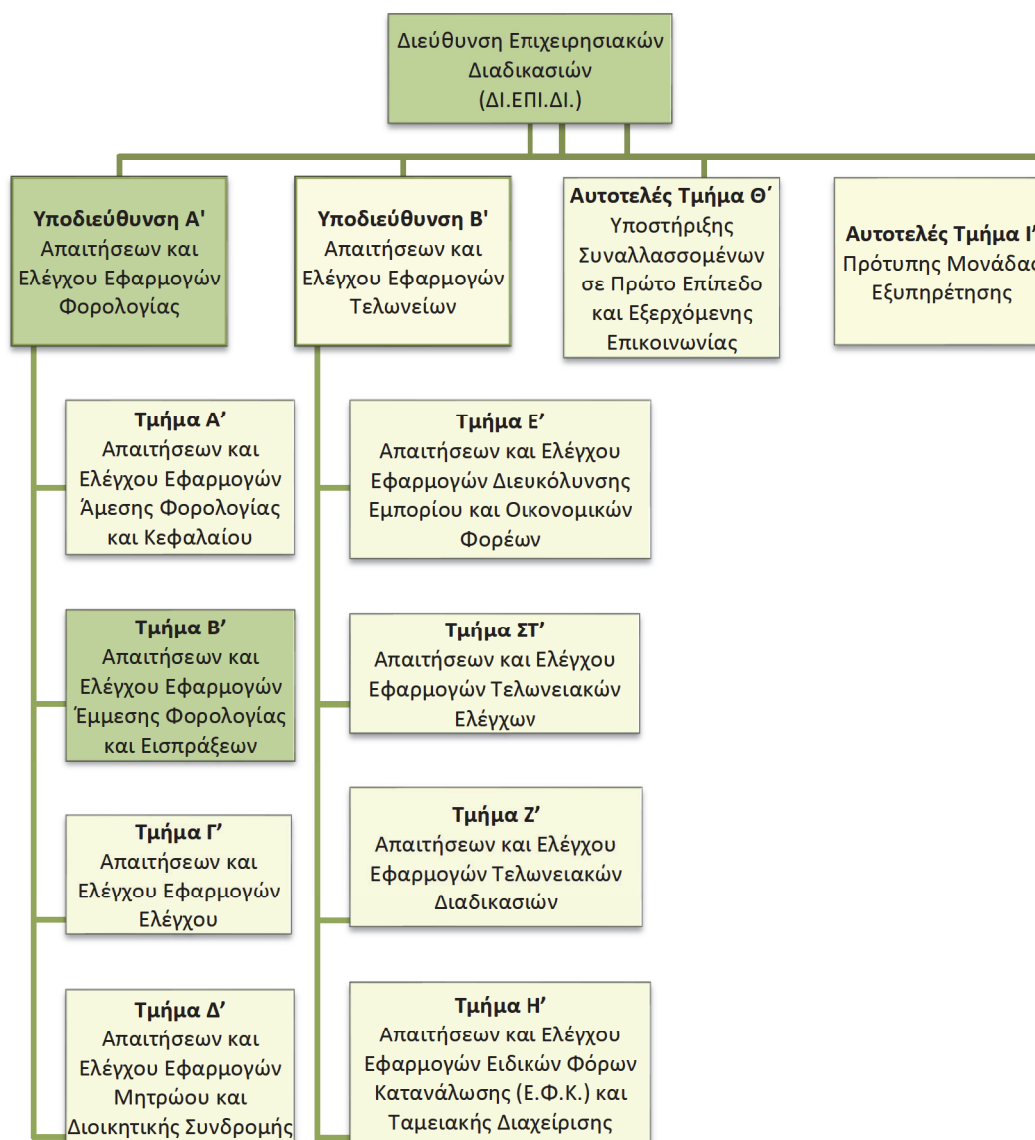 Διεύθυνση Επιχειρησιακών
Διαδικασιών
(ΔΙ.ΕΠΙ.ΔΙ.)
Υποδιεύθυνση Α'
Απαιτήσεων και
Ελέγχου Εφαρμογών
Φορολογίας
Υποδιεύθυνση Β'
Απαιτήσεων και
Ελέγχου Εφαρμογών
Τελωνείων
Αυτοτελές Τμήμα Θ’
Υποστήριξης
Συναλλασσομένων
σε Πρώτο Επίπεδο
και Εξερχόμενης
Επικοινωνίας
Αυτοτελές Τμήμα Ι’
Πρότυπης Μονάδας
Εξυπηρέτησης
Τμήμα Α’
Απαιτήσεων και
Ελέγχου Εφαρμογών
Άμεσης Φορολογίας
και Κεφαλαίου
Τμήμα Β’
Απαιτήσεων και
Ελέγχου Εφαρμογών
Έμμεσης Φορολογίας
και Εισπράξεων
Τμήμα Γ’
Απαιτήσεων και
Ελέγχου Εφαρμογών
Ελέγχου
Τμήμα Δ’
Απαιτήσεων και
Ελέγχου Εφαρμογών
Μητρώου και
Διοικητικής Συνδρομής
Τμήμα Ε’
Απαιτήσεων και Ελέγχου
Εφαρμογών Διευκόλυνσης
Εμπορίου και Οικονομικών
Φορέων
Τμήμα ΣΤ’
Απαιτήσεων και Ελέγχου
Εφαρμογών Τελωνειακών
Ελέγχων
Τμήμα Ζ’
Απαιτήσεων και Ελέγχου
Εφαρμογών Τελωνειακών
Διαδικασιών
Τμήμα Η’
Απαιτήσεων και Ελέγχου
Εφαρμογών Ειδικών Φόρων
Κατανάλωσης (Ε.Φ.Κ.) και
Ταμειακής Διαχείρισης